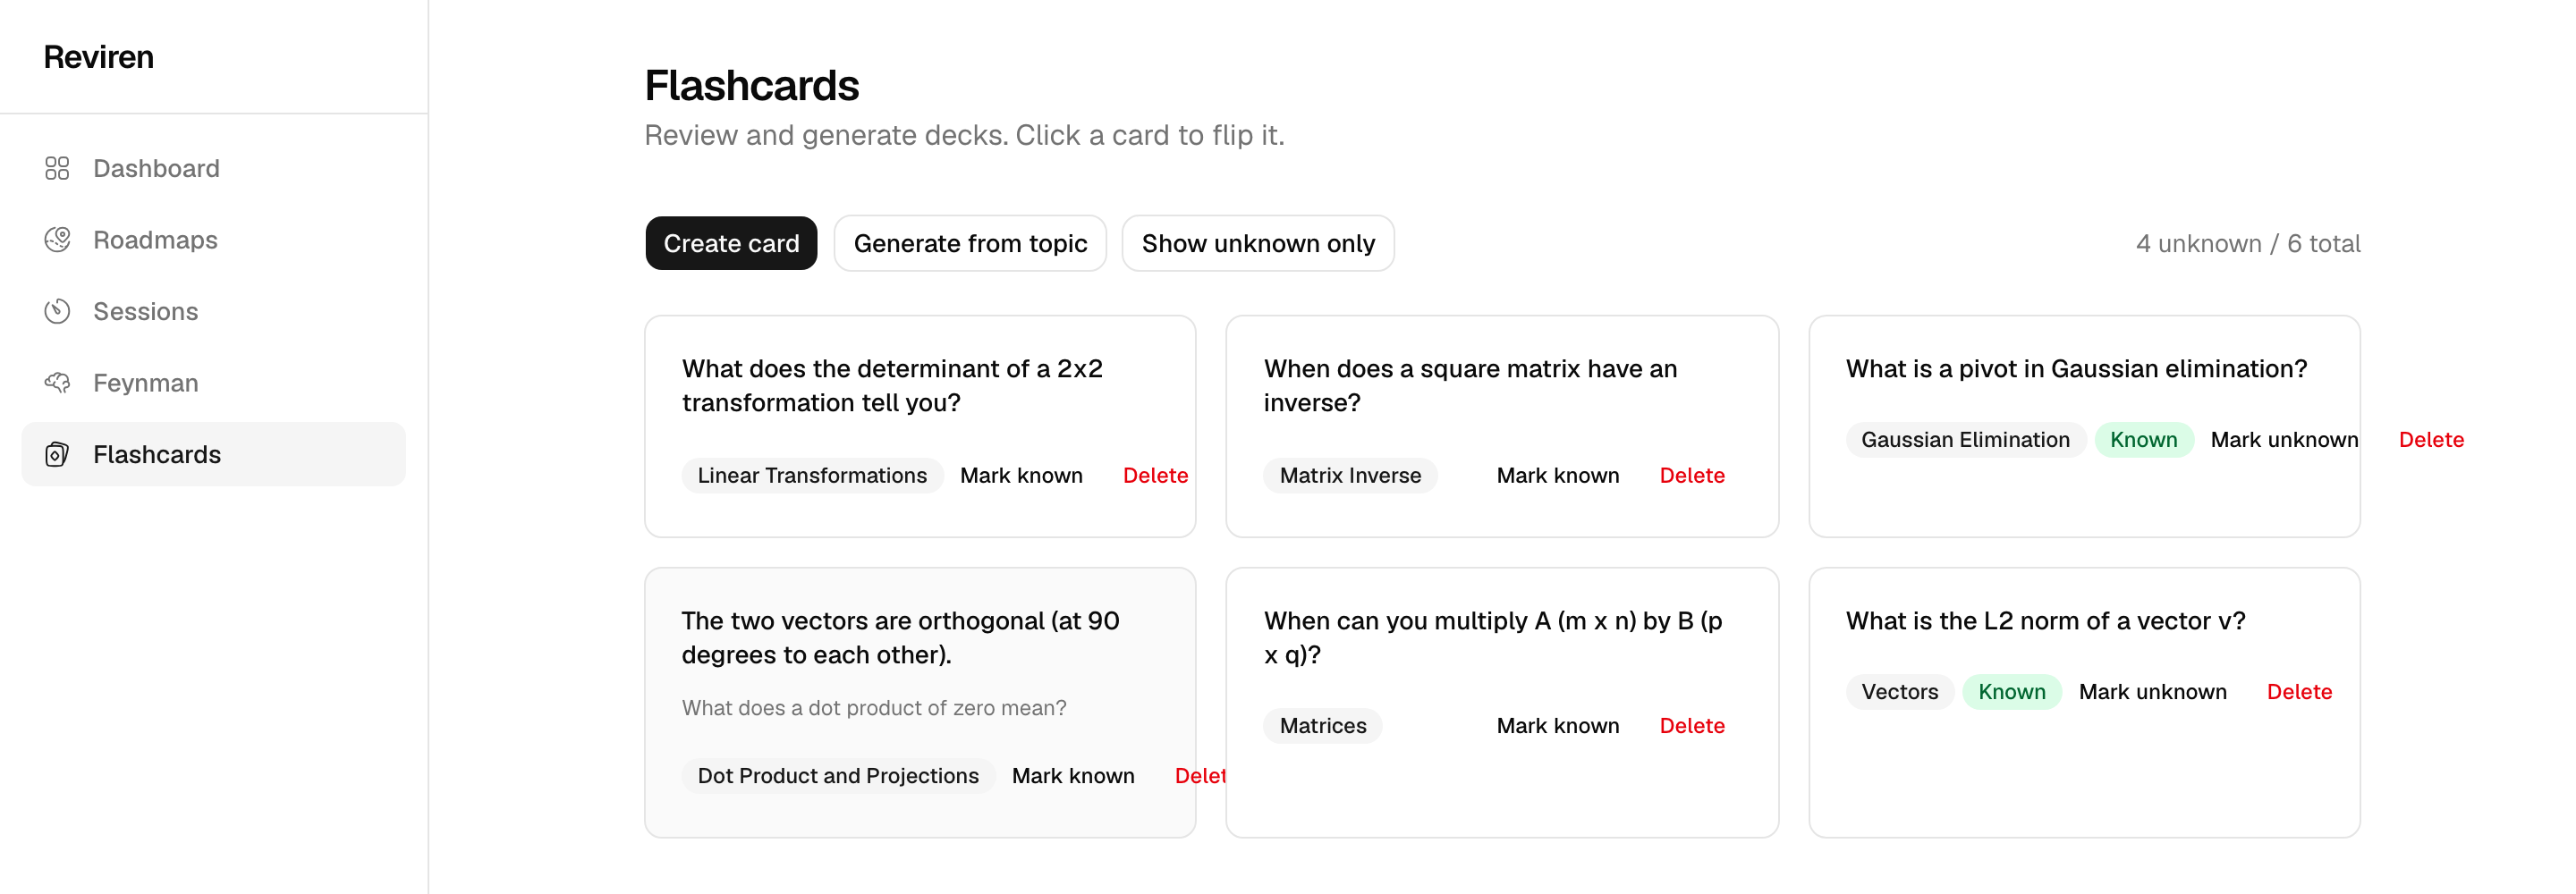 Reviren
Dashboard
Roadmaps
Sessions
Feynman
Flashcards
Flashcards
Review and generate decks. Click a card to flip it.
Create card
Generate from topic
Show unknown only
4 unknown / 6 total
What does the determinant of a 2x2
transformation tell you?
Linear Transformations
Mark known
Delete
When does a square matrix have an
inverse?
Matrix Inverse
Mark known
Delete
What is a pivot in Gaussian elimination?
Gaussian Elimination
Known
Mark unknown
Delete
The two vectors are orthogonal (at 90
degrees to each other).
What does a dot product of zero mean?
Dot Product and Projections
Mark known
Delet
When can you multiply A (m x n) by B (p
x q)?
Matrices
Mark known
Delete
What is the L2 norm of a vector v?
Vectors
Known
Mark unknown
Delete